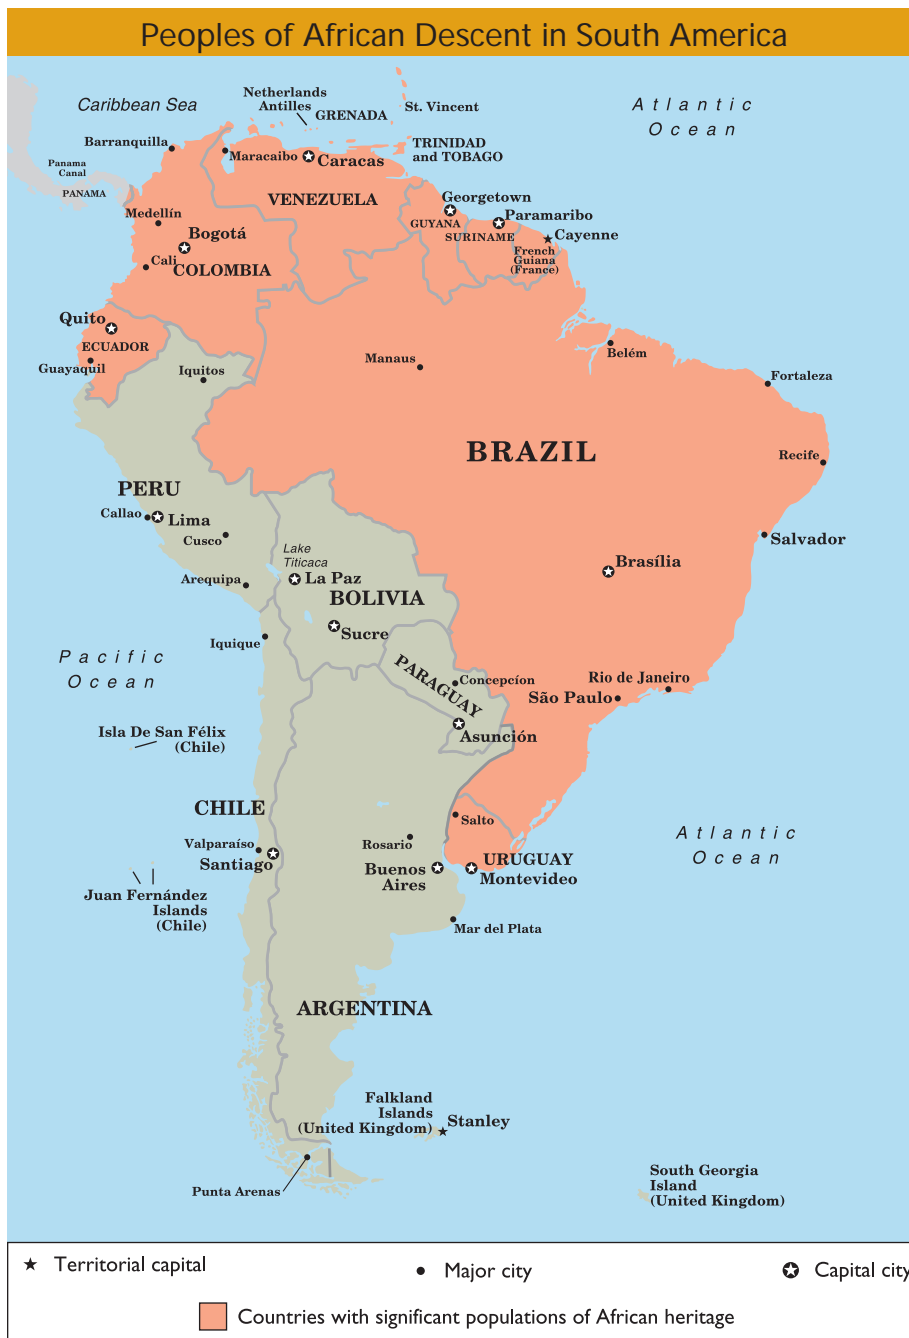 Peoples of African Descent in South America
Caribbean Sea
Netherlands
Antilles
GRENADA
St. Vincent
Atlantic
Ocean
Barranquilla
Maracaibo
Caracas
TRINIDAD
and TOBAGO
Panama
Canal
PANAMA
VENEZUELA
Georgetown
GUYANA
Paramaribo
SURINAME
Cayenne
French
Guiana
(France)
Medellín
Bogotá
Cali
COLOMBIA
Quito
ECUADOR
Guayaquil
Iquitos
Manaus
Belém
Fortaleza
BRAZIL
Recife
PERU
Callao
Lima
Cusco
Salvador
Lake
Titicaca
Brasília
Arequipa
La Paz
BOLIVIA
Sucre
Iquique
Pacific
Ocean
PARAGUAY
Concepcíon
Rio de Janeiro
São Paulo
Asunción
Isla De San Félix
(Chile)
CHILE
Salto
Valparaíso
Santiago
Rosario
Buenos
Aires
URUGUAY
Montevideo
Atlantic
Ocean
Juan Fernández
Islands
(Chile)
Mar del Plata
ARGENTINA
Falkland
Islands
(United Kingdom)
Stanley
Punta Arenas
South Georgia
Island
(United Kingdom)
Territorial capital
Major city
Capital city
Countries with significant populations of African heritage